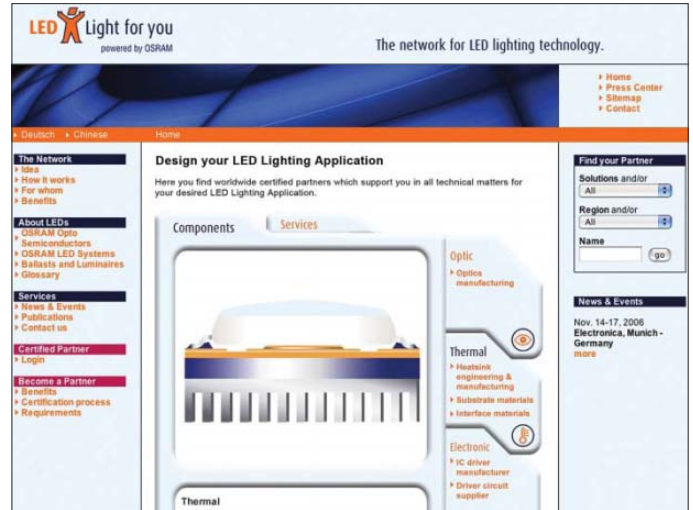 LED Light for you
powered by OSRAM
The network for LED lighting technology.
Home
Press Center
Sitemap
Contact
Deutsch Chinese Home
The Network
Idea
How it works
For whom
Benefits
About LEDs
OSRAM Opto
Semiconductors
OSRAM LED Systems
Ballasts and Luminaires
Glossary
Services
News & Events
Publications
Contact us
Certified Partner
Login
Become a Partner
Benefits
Certification process
Requirements
Design your LED Lighting Application
Here you find worldwide certified partners which support you in all technical matters for
your desired LED Lighting Application.
Components Services
Optic
Optics
manufacturing
Thermal
Heatsink
engineering &
manufacturing
Substrate materials
Interface materials
Electronic
IC driver
manufacturer
Driver circuit
supplier
Thermal
Find your Partner
Solutions and/or
All
Region and/or
All
Name
go
News & Events
Nov. 14-17, 2006
Electronica, Munich -
Germany
more